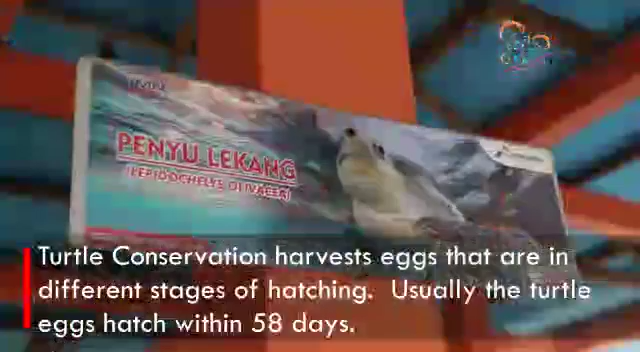 PENYU LEKANG
(LEPIDOCHELYS OLIVACEA)
Turtle Conservation harvests eggs that are in
different stages of hatching. Usually the turtle
eggs hatch within 58 days.